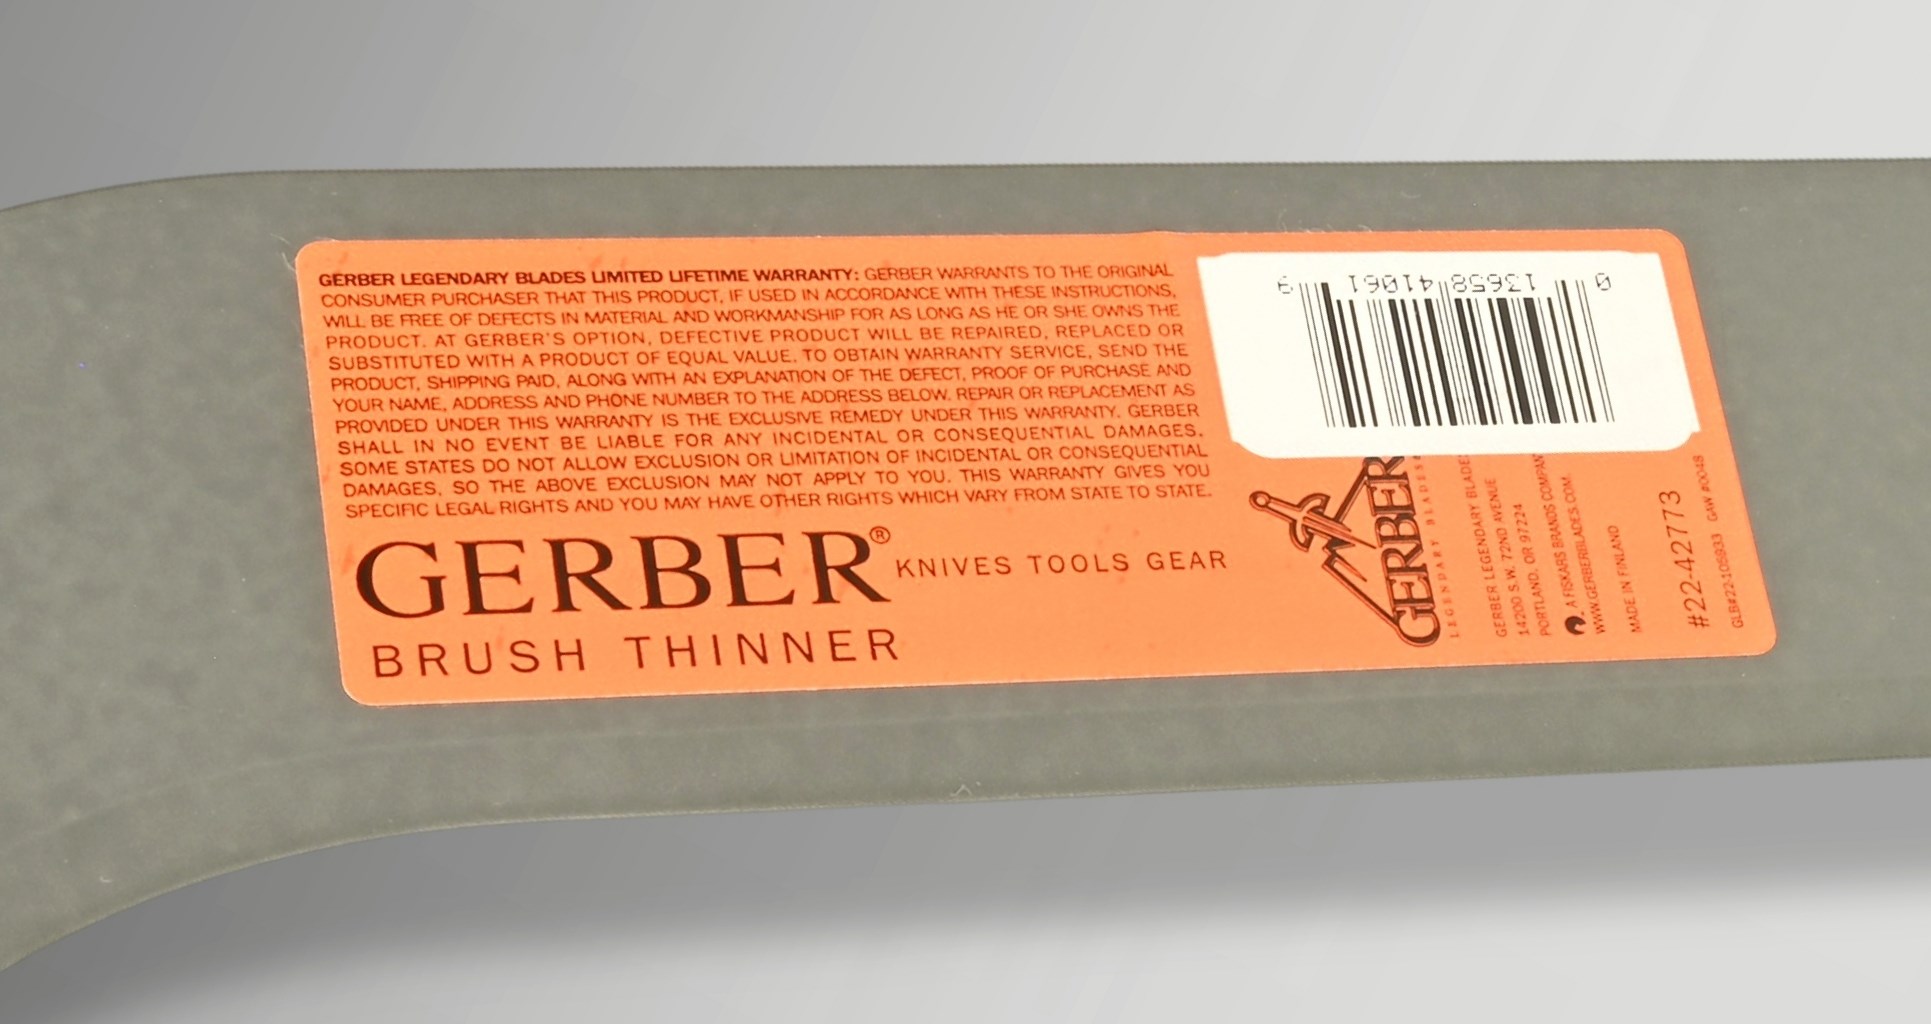 GERBER LEGENDARY BLADES LIMITED LIFETIME WARRANTY: GERBER WARRANTS TO THE ORIGINAL
CONSUMER PURCHASER THAT THIS PRODUCT, IF USED IN ACCORDANCE WITH THESE INSTRUCTIONS,
WILL BE FREE OF DEFECTS IN MATERIAL AND WORKMANSHIP FOR AS LONG AS HE OR SHE OWNS THE
PRODUCT. AT GERBER'S OPTION, DEFECTIVE PRODUCT WILL BE REPAIRED, REPLACED OR
SUBSTITUTED WITH A PRODUCT OF EQUAL VALUE. TO OBTAIN WARRANTY SERVICE, SEND THE
PRODUCT, SHIPPING PAID, ALONG WITH AN EXPLANATION OF THE DEFECT, PROOF OF PURCHASE AND
YOUR NAME, ADDRESS AND PHONE NUMBER TO THE ADDRESS BELOW. REPAIR OR REPLACEMENT AS
PROVIDED UNDER THIS WARRANTY IS THE EXCLUSIVE REMEDY UNDER THIS WARRANTY. GERBER
SHALL IN NO EVENT BE LIABLE FOR ANY INCIDENTAL OR CONSEQUENTIAL DAMAGES.
SOME STATES DO NOT ALLOW EXCLUSION OR LIMITATION OF INCIDENTAL OR CONSEQUENTIAL
DAMAGES, SO THE ABOVE EXCLUSION MAY NOT APPLY TO YOU. THIS WARRANTY GIVES YOU
SPECIFIC LEGAL RIGHTS AND YOU MAY HAVE OTHER RIGHTS WHICH VARY FROM STATE TO STATE.
GERBER® KNIVES TOOLS GEAR
BRUSH THINNER
0 13658 41061 9
GERBER
LEGENDARY BLADES
GERBER LEGENDARY BLADES
14200 S.W. 72ND AVENUE
PORTLAND, OR 97224
A FISKARS BRANDS COMPANY
WWW.GERBERBLADES.COM.
MADE IN FINLAND
#22-42773
GLB#22-105933 GAW #0048